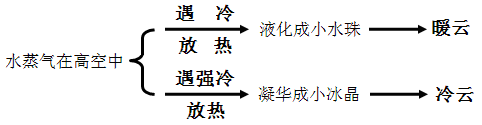 水蒸气在高空中
遇 冷
放 热
液化成小水珠
暖云
遇强冷
放热
凝华成小冰晶
冷云